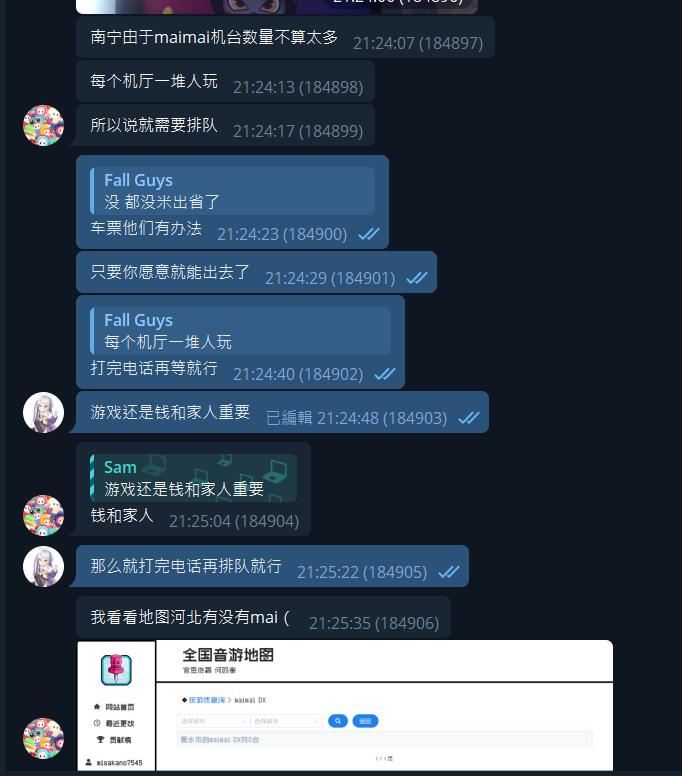 南宁由于maimai机台数量不算太多 21:24:07 (184897)
每个机厅一堆人玩 21:24:13 (184898)
所以说就需要排队 21:24:17 (184899)
Fall Guys
没 都没米出省了
车票他们有办法 21:24:23 (184900)
只要你愿意就能出去了 21:24:29 (184901)
Fall Guys
每个机厅一堆人玩
打完电话再等就行 21:24:40 (184902)
游戏还是钱和家人重要 已編輯 21:24:48 (184903)
Sam
游戏还是钱和家人重要
钱和家人 21:25:04 (184904)
那么就打完电话再排队就行 21:25:22 (184905)
我看看地图河北有没有mai ( 21:25:35 (184906)
全国音游地图
网站首页
最近更改
贡献榜
misakano7545
◆ 按游戏查询 > maimai DX
选择城市 选择城市 返回
衡水市的maimai DX共0台
1 / 1 页